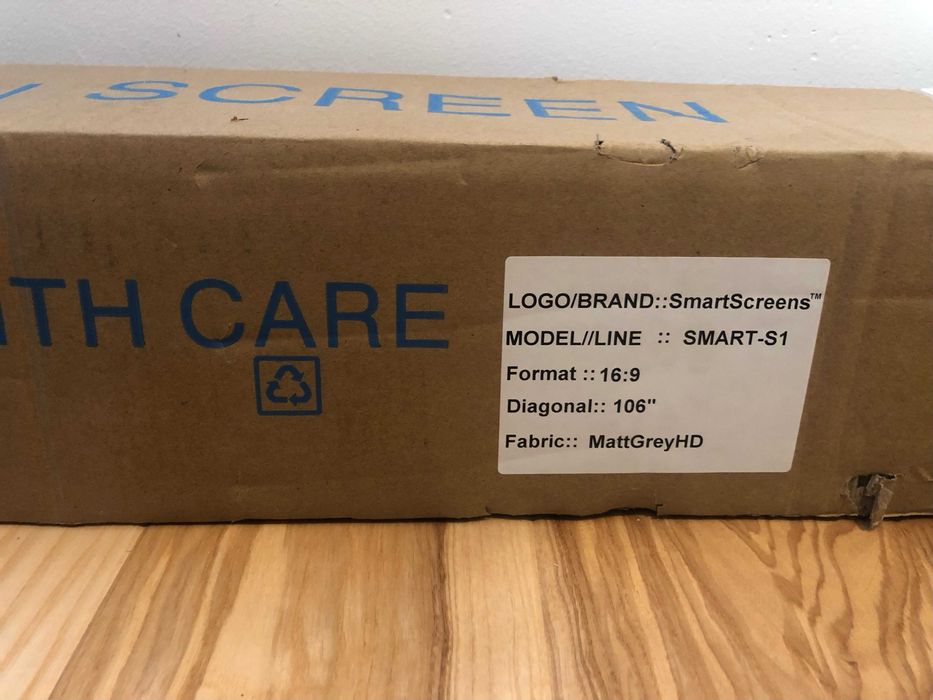 SCREEN
TH CARE
LOGO/BRAND::SmartScreens™
MODEL//LINE :: SMART-S1
Format :: 16:9
Diagonal:: 106"
Fabric:: MattGreyHD